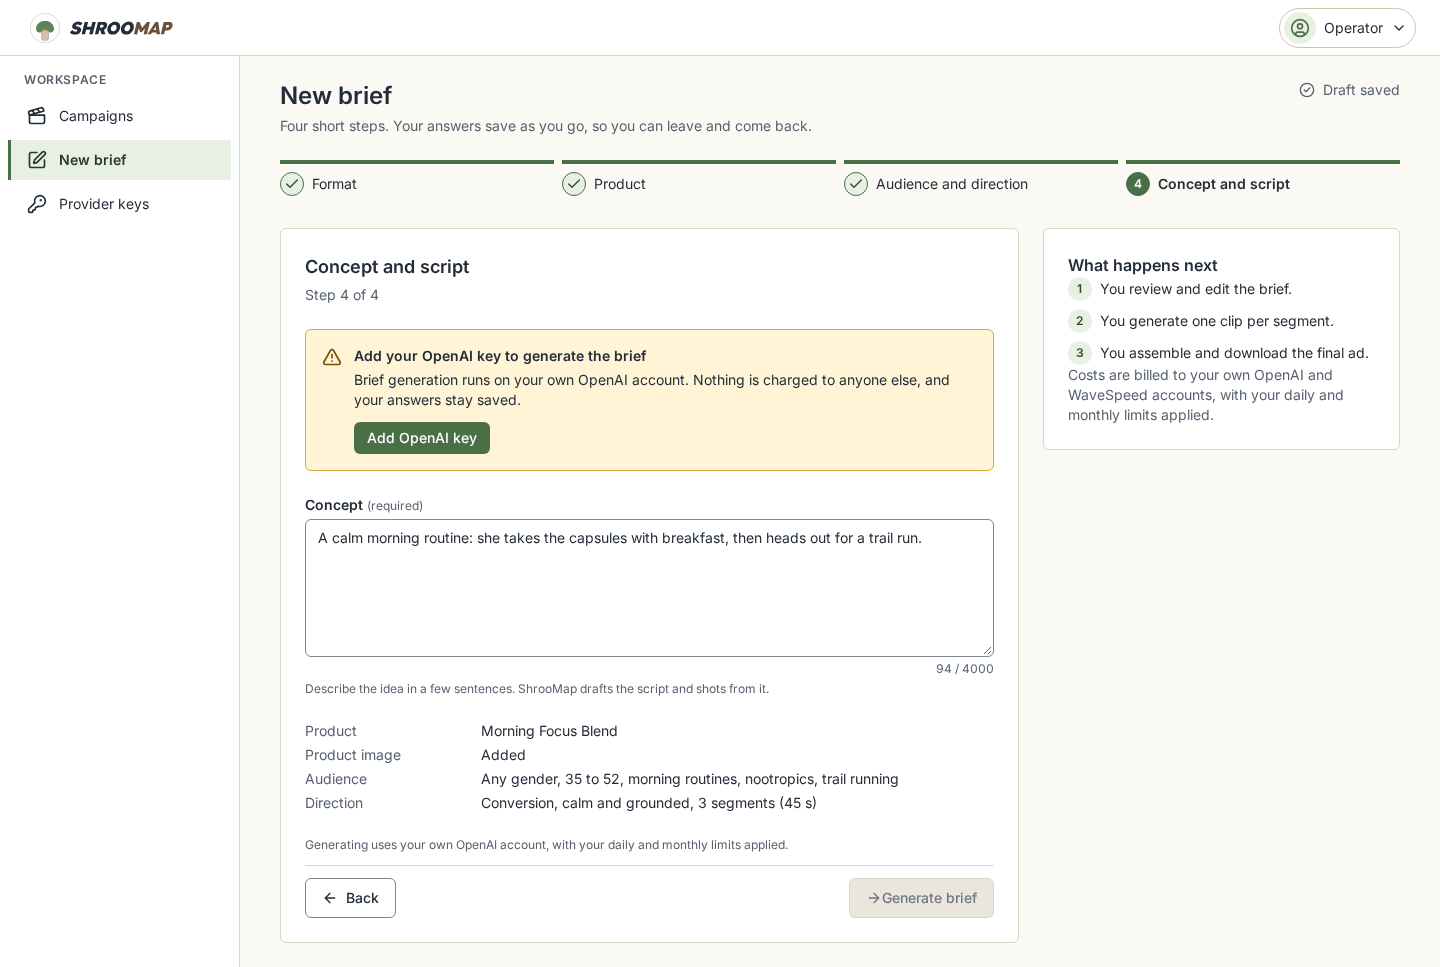 SHROOMAP
Operator
WORKSPACE
Campaigns
New brief
Provider keys
New brief
Four short steps. Your answers save as you go, so you can leave and come back.
Draft saved
Format
Product
Audience and direction
4 Concept and script
Concept and script
Step 4 of 4
Add your OpenAI key to generate the brief
Brief generation runs on your own OpenAI account. Nothing is charged to anyone else, and
your answers stay saved.
Add OpenAI key
Concept (required)
A calm morning routine: she takes the capsules with breakfast, then heads out for a trail run.
94 / 4000
Describe the idea in a few sentences. ShrooMap drafts the script and shots from it.
Product Morning Focus Blend
Product image Added
Audience Any gender, 35 to 52, morning routines, nootropics, trail running
Direction Conversion, calm and grounded, 3 segments (45 s)
Generating uses your own OpenAI account, with your daily and monthly limits applied.
Back
Generate brief
What happens next
1 You review and edit the brief.
2 You generate one clip per segment.
3 You assemble and download the final ad.
Costs are billed to your own OpenAI and
WaveSpeed accounts, with your daily and
monthly limits applied.